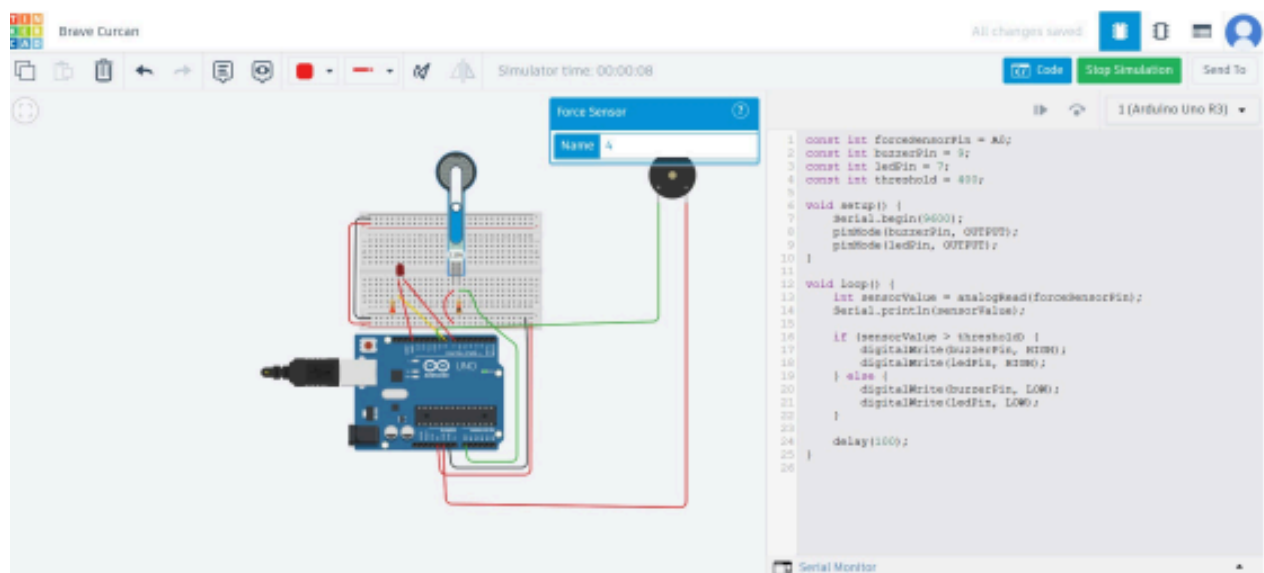 TIN
KER
CAD
Brave Curcan
All changes saved
Simulator time: 00:00:08
Code
Stop Simulation
Send To
Force Sensor
Name 4
1 (Arduino Uno R3)
1 const int forceSensorPin = A0;
2 const int buzzerPin = 9;
3 const int ledPin = 7;
4 const int threshold = 400;
5
6 void setup() {
7 Serial.begin(9600);
8 pinMode(buzzerPin, OUTPUT);
9 pinMode(ledPin, OUTPUT);
10 }
11
12 void loop() {
13 int sensorValue = analogRead(forceSensorPin);
14 Serial.println(sensorValue);
15
16 if (sensorValue > threshold) {
17 digitalWrite(buzzerPin, HIGH);
18 digitalWrite(ledPin, HIGH);
19 } else {
20 digitalWrite(buzzerPin, LOW);
21 digitalWrite(ledPin, LOW);
22 }
23
24 delay(100);
25 }
26
UNO
Serial Monitor